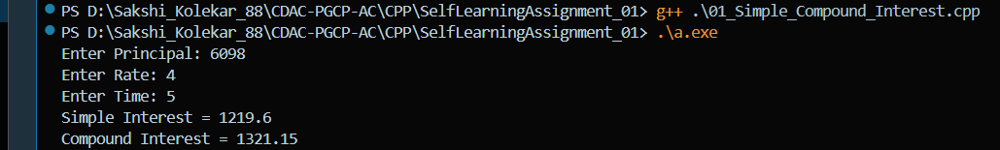 PS D:\Sakshi_Kolekar_88\CDAC-PGCP-AC\CPP\SelfLearningAssignment_01> g++ .\01_Simple_Compound_Interest.cpp
PS D:\Sakshi_Kolekar_88\CDAC-PGCP-AC\CPP\SelfLearningAssignment_01> .\a.exe
Enter Principal: 6098
Enter Rate: 4
Enter Time: 5
Simple Interest = 1219.6
Compound Interest = 1321.15